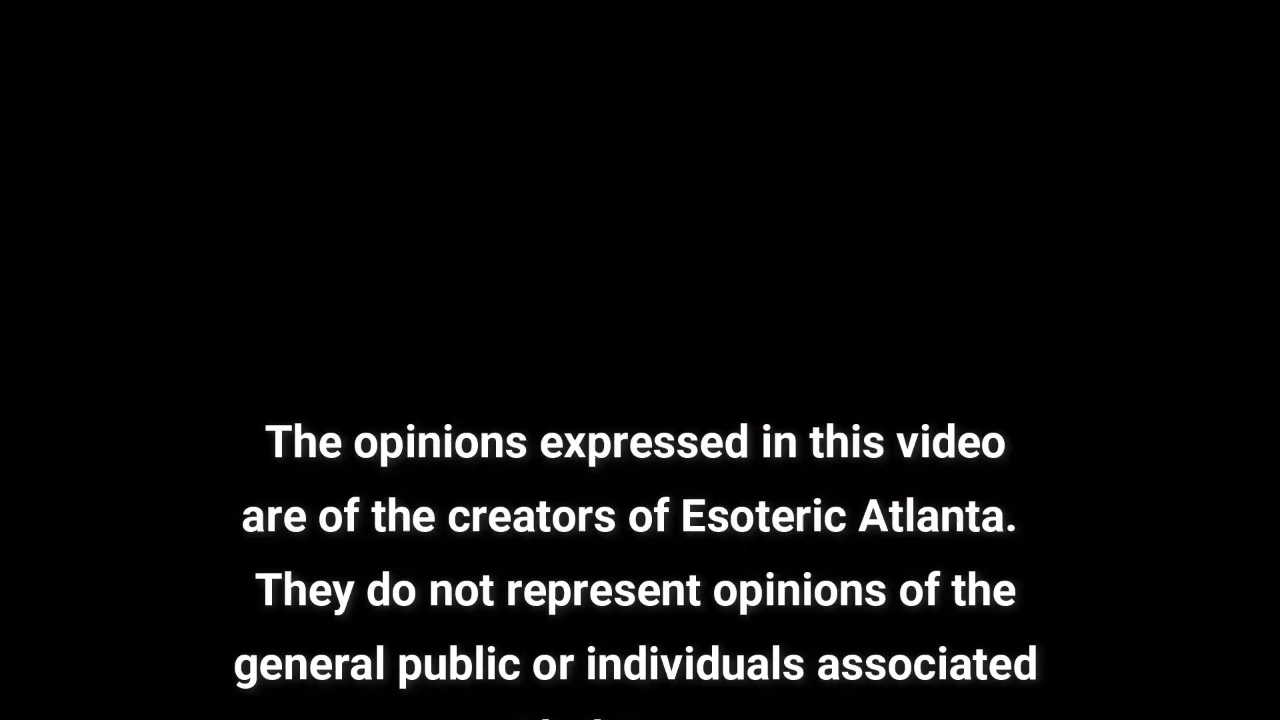 The opinions expressed in this video
are of the creators of Esoteric Atlanta.
They do not represent opinions of the
general public or individuals associated